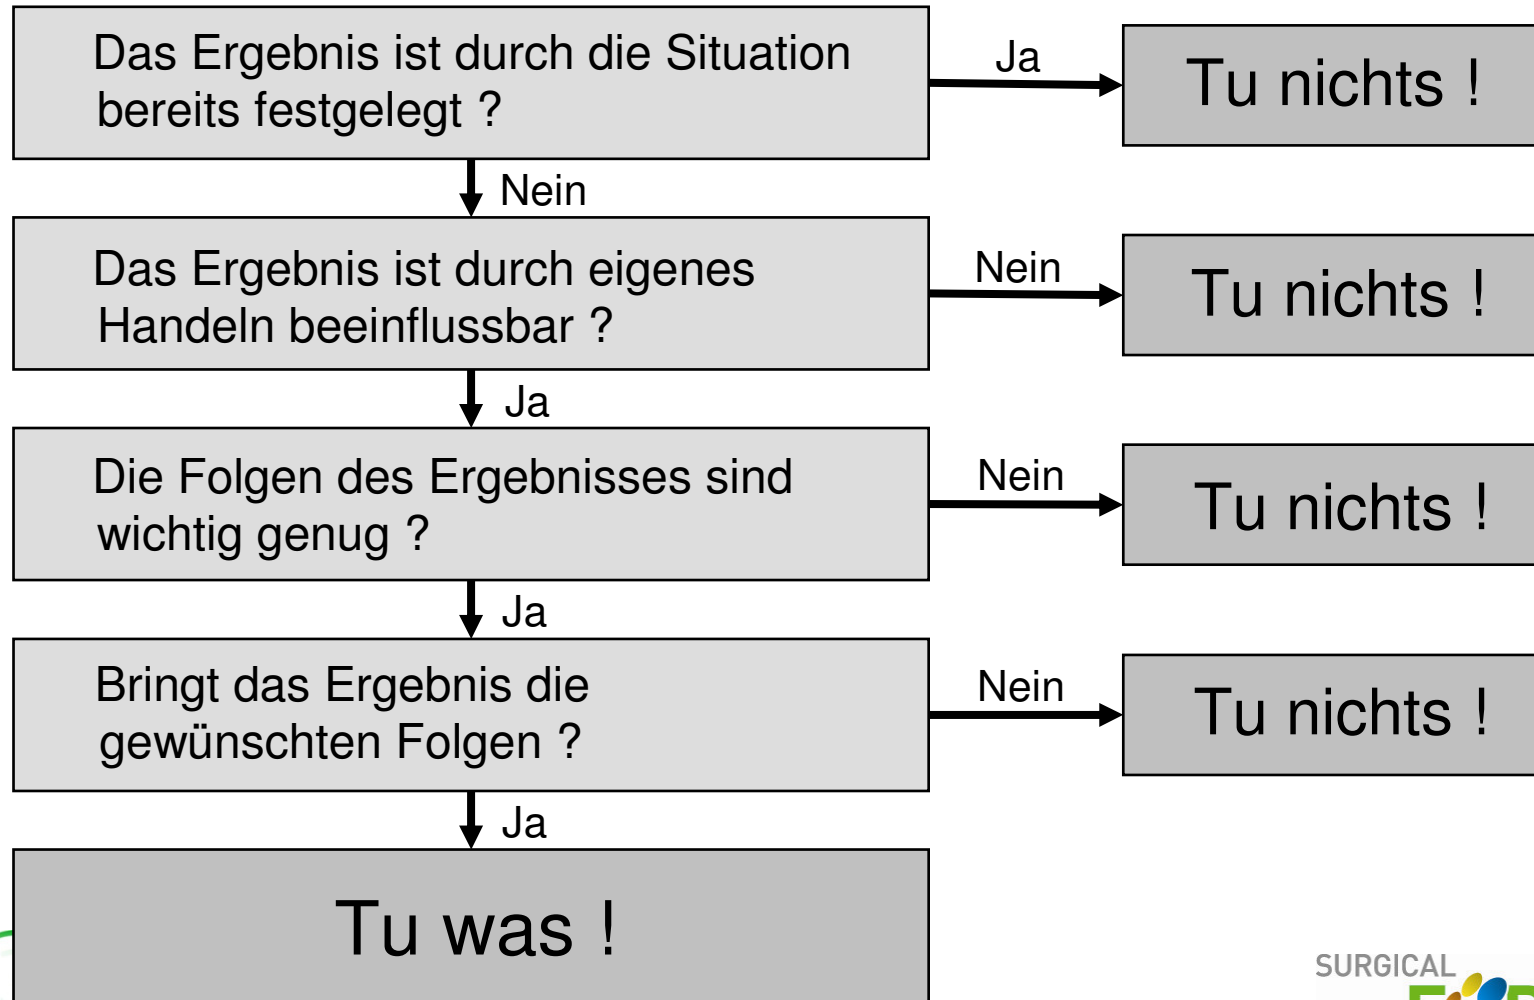 Das Ergebnis ist durch die Situation
bereits festgelegt ?
Ja
Tu nichts !
Nein
Das Ergebnis ist durch eigenes
Handeln beeinflussbar ?
Nein
Tu nichts !
Ja
Die Folgen des Ergebnisses sind
wichtig genug ?
Nein
Tu nichts !
Ja
Bringt das Ergebnis die
gewünschten Folgen ?
Nein
Tu nichts !
Ja
Tu was !
SURGICAL